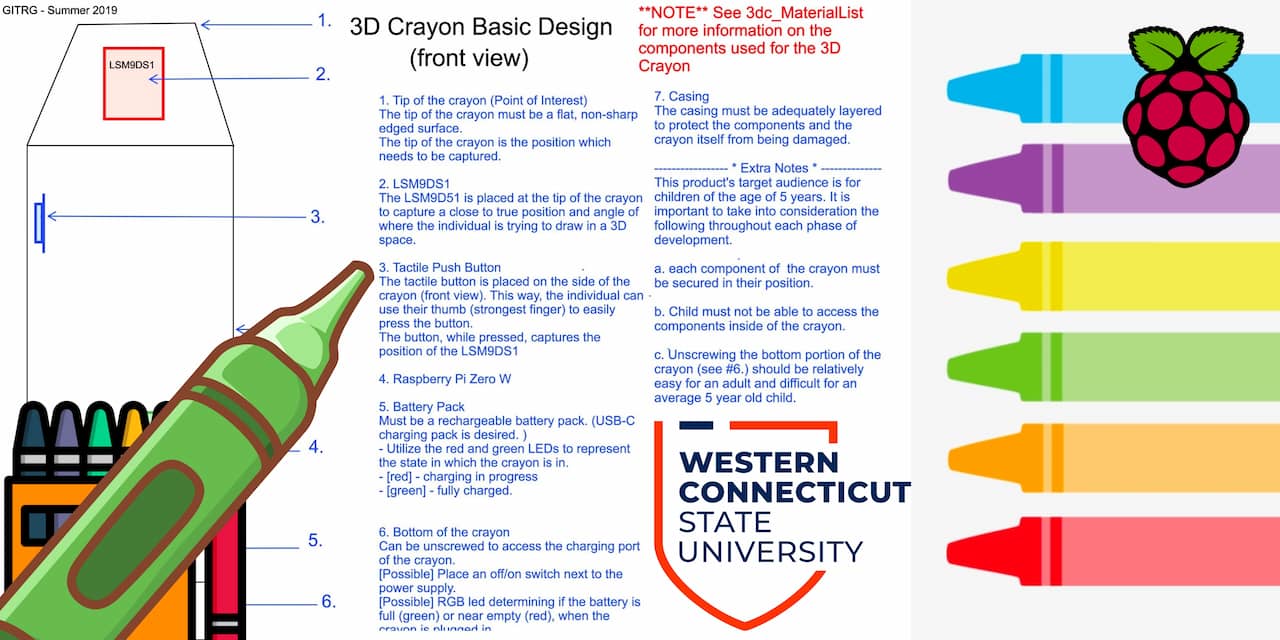 GITRG - Summer 2019
1.
LSM9DS1
2.
3.
4.
5.
6.
3D Crayon Basic Design
(front view)
**NOTE** See 3dc_MaterialList
for more information on the
components used for the 3D
Crayon
1. Tip of the crayon (Point of Interest)
The tip of the crayon must be a flat, non-sharp
edged surface.
The tip of the crayon is the position which
needs to be captured.
2. LSM9DS1
The LSM9D51 is placed at the tip of the crayon
to capture a close to true position and angle of
where the individual is trying to draw in a 3D
space.
3. Tactile Push Button
The tactile button is placed on the side of the
crayon (front view). This way, the individual can
use their thumb (strongest finger) to easily
press the button.
The button, while pressed, captures the
position of the LSM9DS1
4. Raspberry Pi Zero W
5. Battery Pack
Must be a rechargeable battery pack. (USB-C
charging pack is desired. )
- Utilize the red and green LEDs to represent
the state in which the crayon is in.
- [red] - charging in progress
- [green] - fully charged.
6. Bottom of the crayon
Can be unscrewed to access the charging port
of the crayon.
[Possible] Place an off/on switch next to the
power supply.
[Possible] RGB led determining if the battery is
full (green) or near empty (red), when the
crayon is plugged in
7. Casing
The casing must be adequately layered
to protect the components and the
crayon itself from being damaged.
----------------- * Extra Notes * --------------
This product's target audience is for
children of the age of 5 years. It is
important to take into consideration the
following throughout each phase of
development.
a. each component of the crayon must
be secured in their position.
b. Child must not be able to access the
components inside of the crayon.
c. Unscrewing the bottom portion of the
crayon (see #6.) should be relatively
easy for an adult and difficult for an
average 5 year old child.
WESTERN
CONNECTICUT
STATE
UNIVERSITY